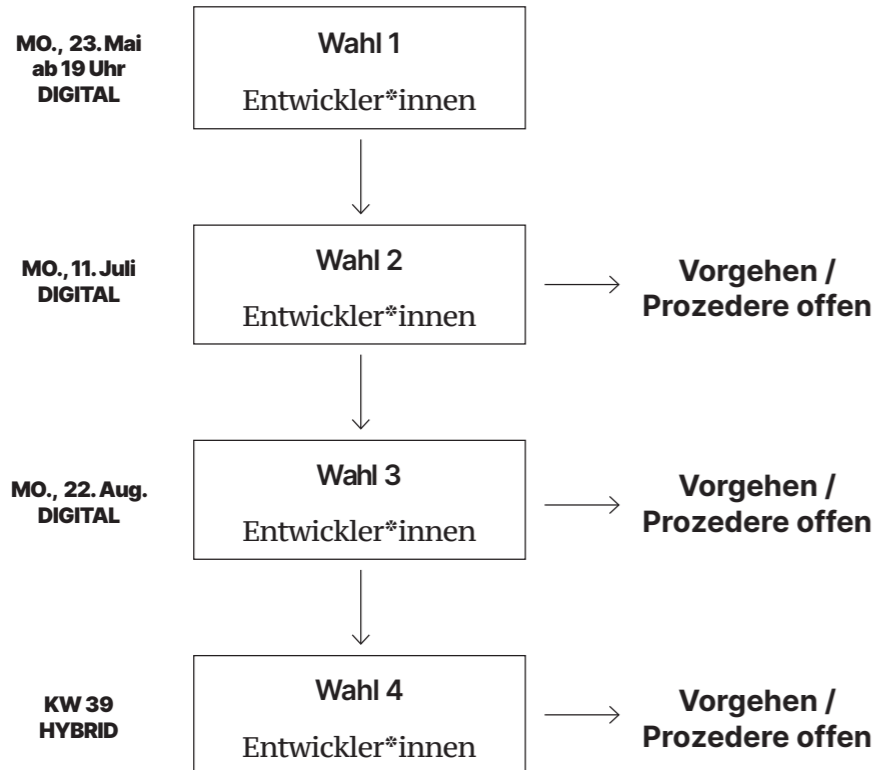 MO., 23. Mai
ab 19 Uhr
DIGITAL
Wahl 1
Entwickler*innen
MO., 11. Juli
DIGITAL
Wahl 2
Entwickler*innen
Vorgehen /
Prozedere offen
MO., 22. Aug.
DIGITAL
Wahl 3
Entwickler*innen
Vorgehen /
Prozedere offen
KW 39
HYBRID
Wahl 4
Entwickler*innen
Vorgehen /
Prozedere offen